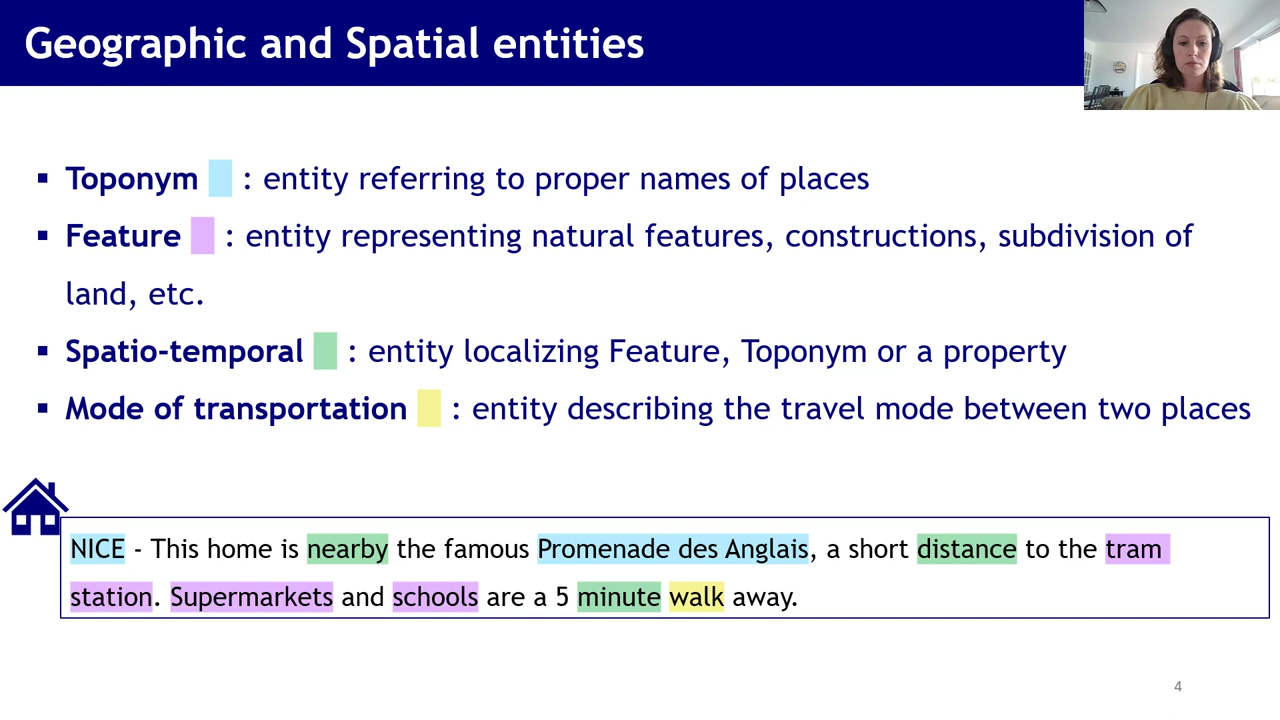 Geographic and Spatial entities
▪ Toponym : entity referring to proper names of places
▪ Feature : entity representing natural features, constructions, subdivision of
land, etc.
▪ Spatio-temporal : entity localizing Feature, Toponym or a property
▪ Mode of transportation : entity describing the travel mode between two places
NICE - This home is nearby the famous Promenade des Anglais, a short distance to the tram
station. Supermarkets and schools are a 5 minute walk away.
4